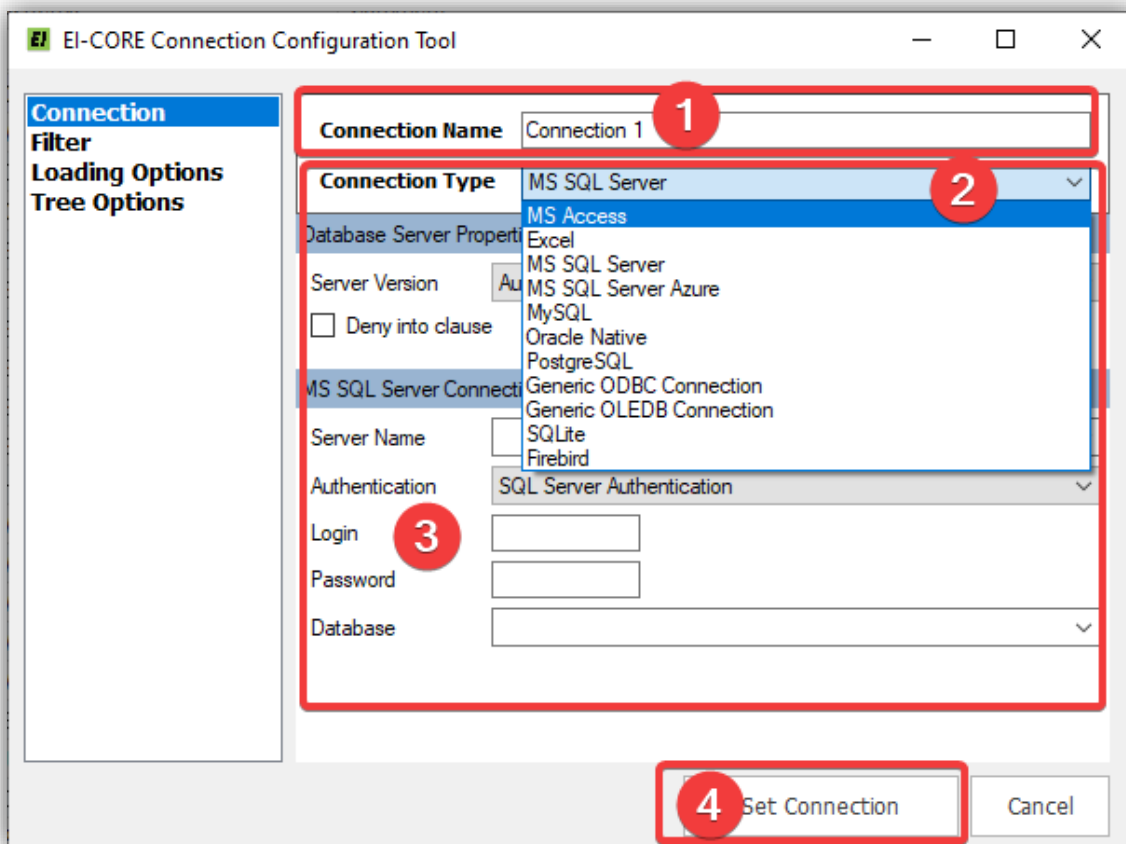 EI EI-CORE Connection Configuration Tool
Connection
Filter
Loading Options
Tree Options
Connection Name Connection 1 1
Connection Type MS SQL Server 2
MS Access
Excel
MS SQL Server
MS SQL Server Azure
MySQL
Oracle Native
PostgreSQL
Generic ODBC Connection
Generic OLEDB Connection
SQLite
Firebird
Database Server Properti
Server Version Au
Deny into clause
MS SQL Server Connecti
Server Name
Authentication SQL Server Authentication
Login 3
Password
Database
4 Set Connection Cancel